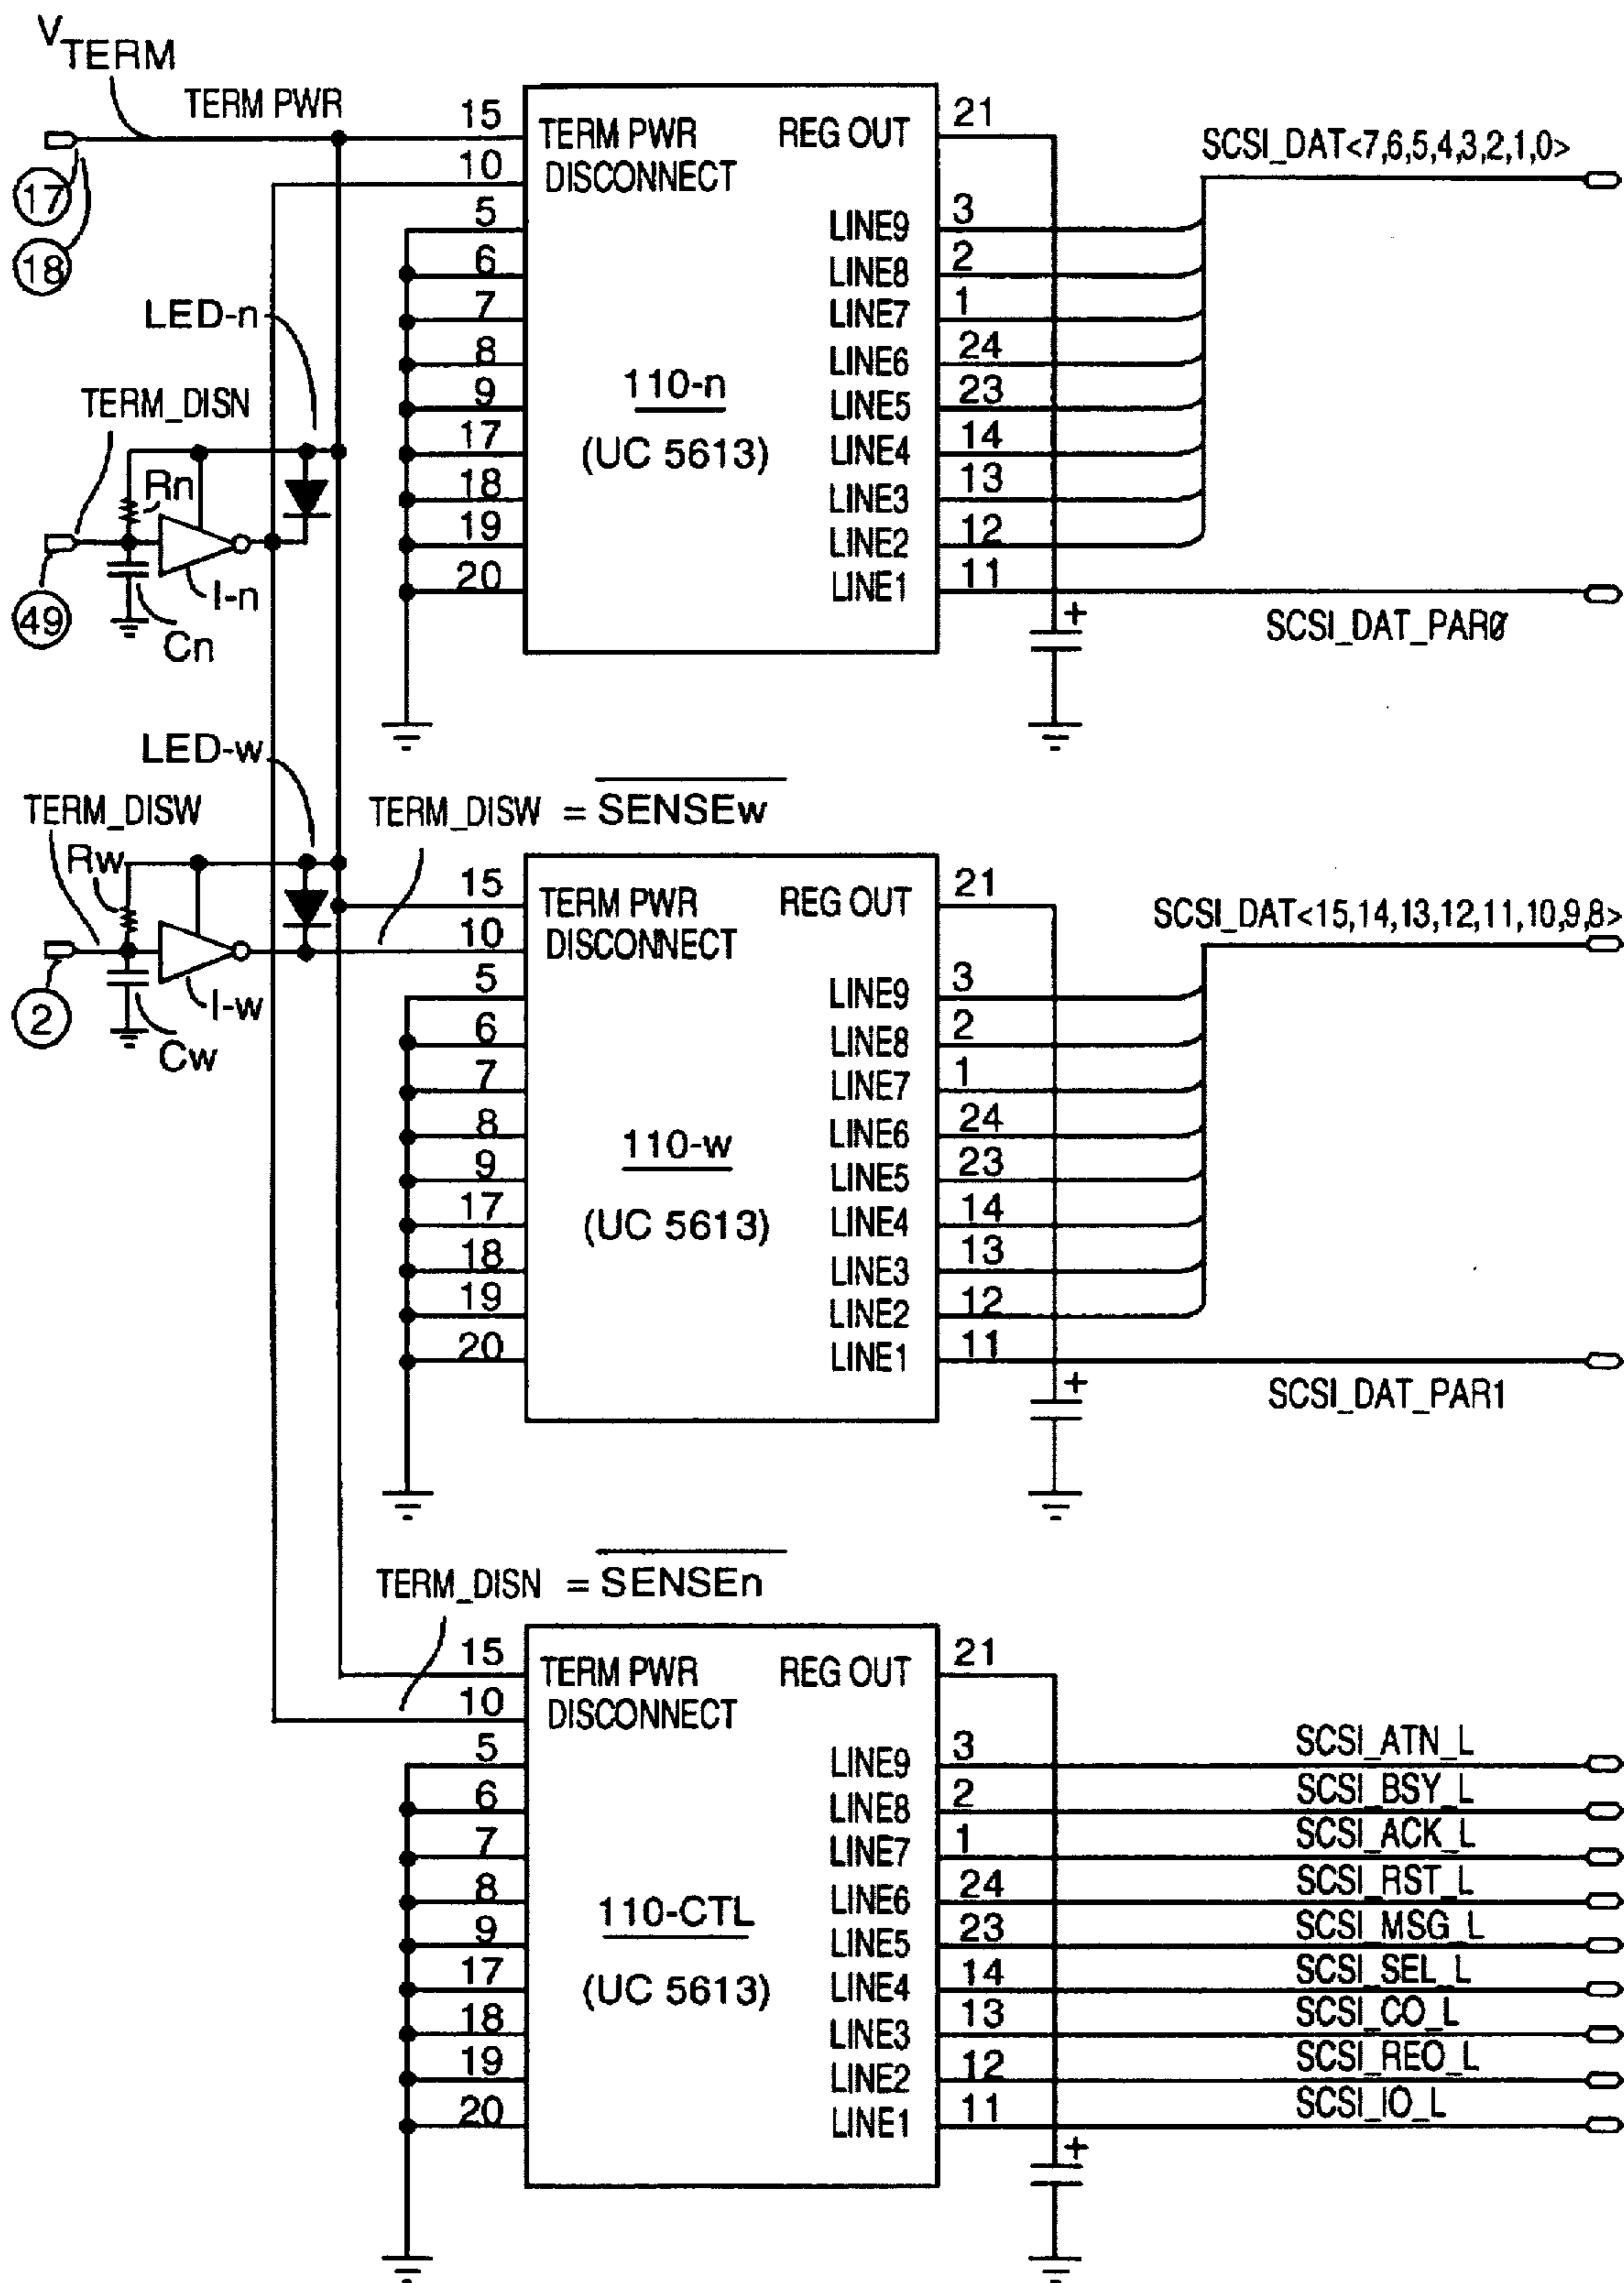 VTERM
TERM PWR
17
18
15 TERM PWR REG OUT 21
10 DISCONNECT
SCSI_DAT<7,6,5,4,3,2,1,0>
5 LINE9 3
6 LINE8 2
7 LINE7 1
8 LINE6 24
9 LINE5 23
17 LINE4 14
18 LINE3 13
19 LINE2 12
20 LINE1 11
110-n
(UC 5613)
+
SCSI_DAT_PAR0
LED-n
TERM_DISN
Rn
I-n
Cn
49
LED-w
TERM_DISW
Rw
I-w
Cw
2
TERM_DISW = SENSEw
15 TERM PWR REG OUT 21
10 DISCONNECT
SCSI_DAT<15,14,13,12,11,10,9,8>
5 LINE9 3
6 LINE8 2
7 LINE7 1
8 LINE6 24
9 LINE5 23
17 LINE4 14
18 LINE3 13
19 LINE2 12
20 LINE1 11
110-w
(UC 5613)
+
SCSI_DAT_PAR1
TERM_DISN = SENSEn
15 TERM PWR REG OUT 21
10 DISCONNECT
5 LINE9 3 SCSI_ATN_L
6 LINE8 2 SCSI_BSY_L
7 LINE7 1 SCSI_ACK_L
8 LINE6 24 SCSI_RST_L
9 LINE5 23 SCSI_MSG_L
17 LINE4 14 SCSI_SEL_L
18 LINE3 13 SCSI_CO_L
19 LINE2 12 SCSI_REO_L
20 LINE1 11 SCSI_IO_L
110-CTL
(UC 5613)
+